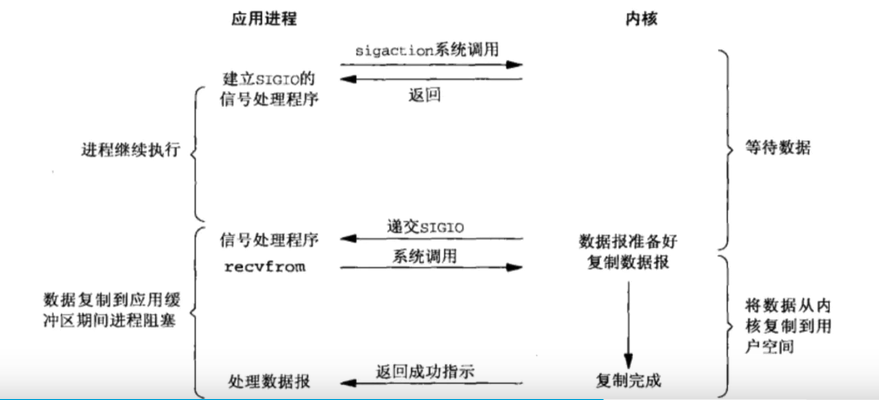 应用进程
内核
sigaction系统调用
建立SIGIO的
信号处理程序
返回
进程继续执行
等待数据
递交SIGIO
信号处理程序
数据报准备好
系统调用
recvfrom
复制数据报
数据复制到应用缓
冲区期间进程阻塞
将数据从内
核复制到用
户空间
返回成功指示
处理数据报
复制完成